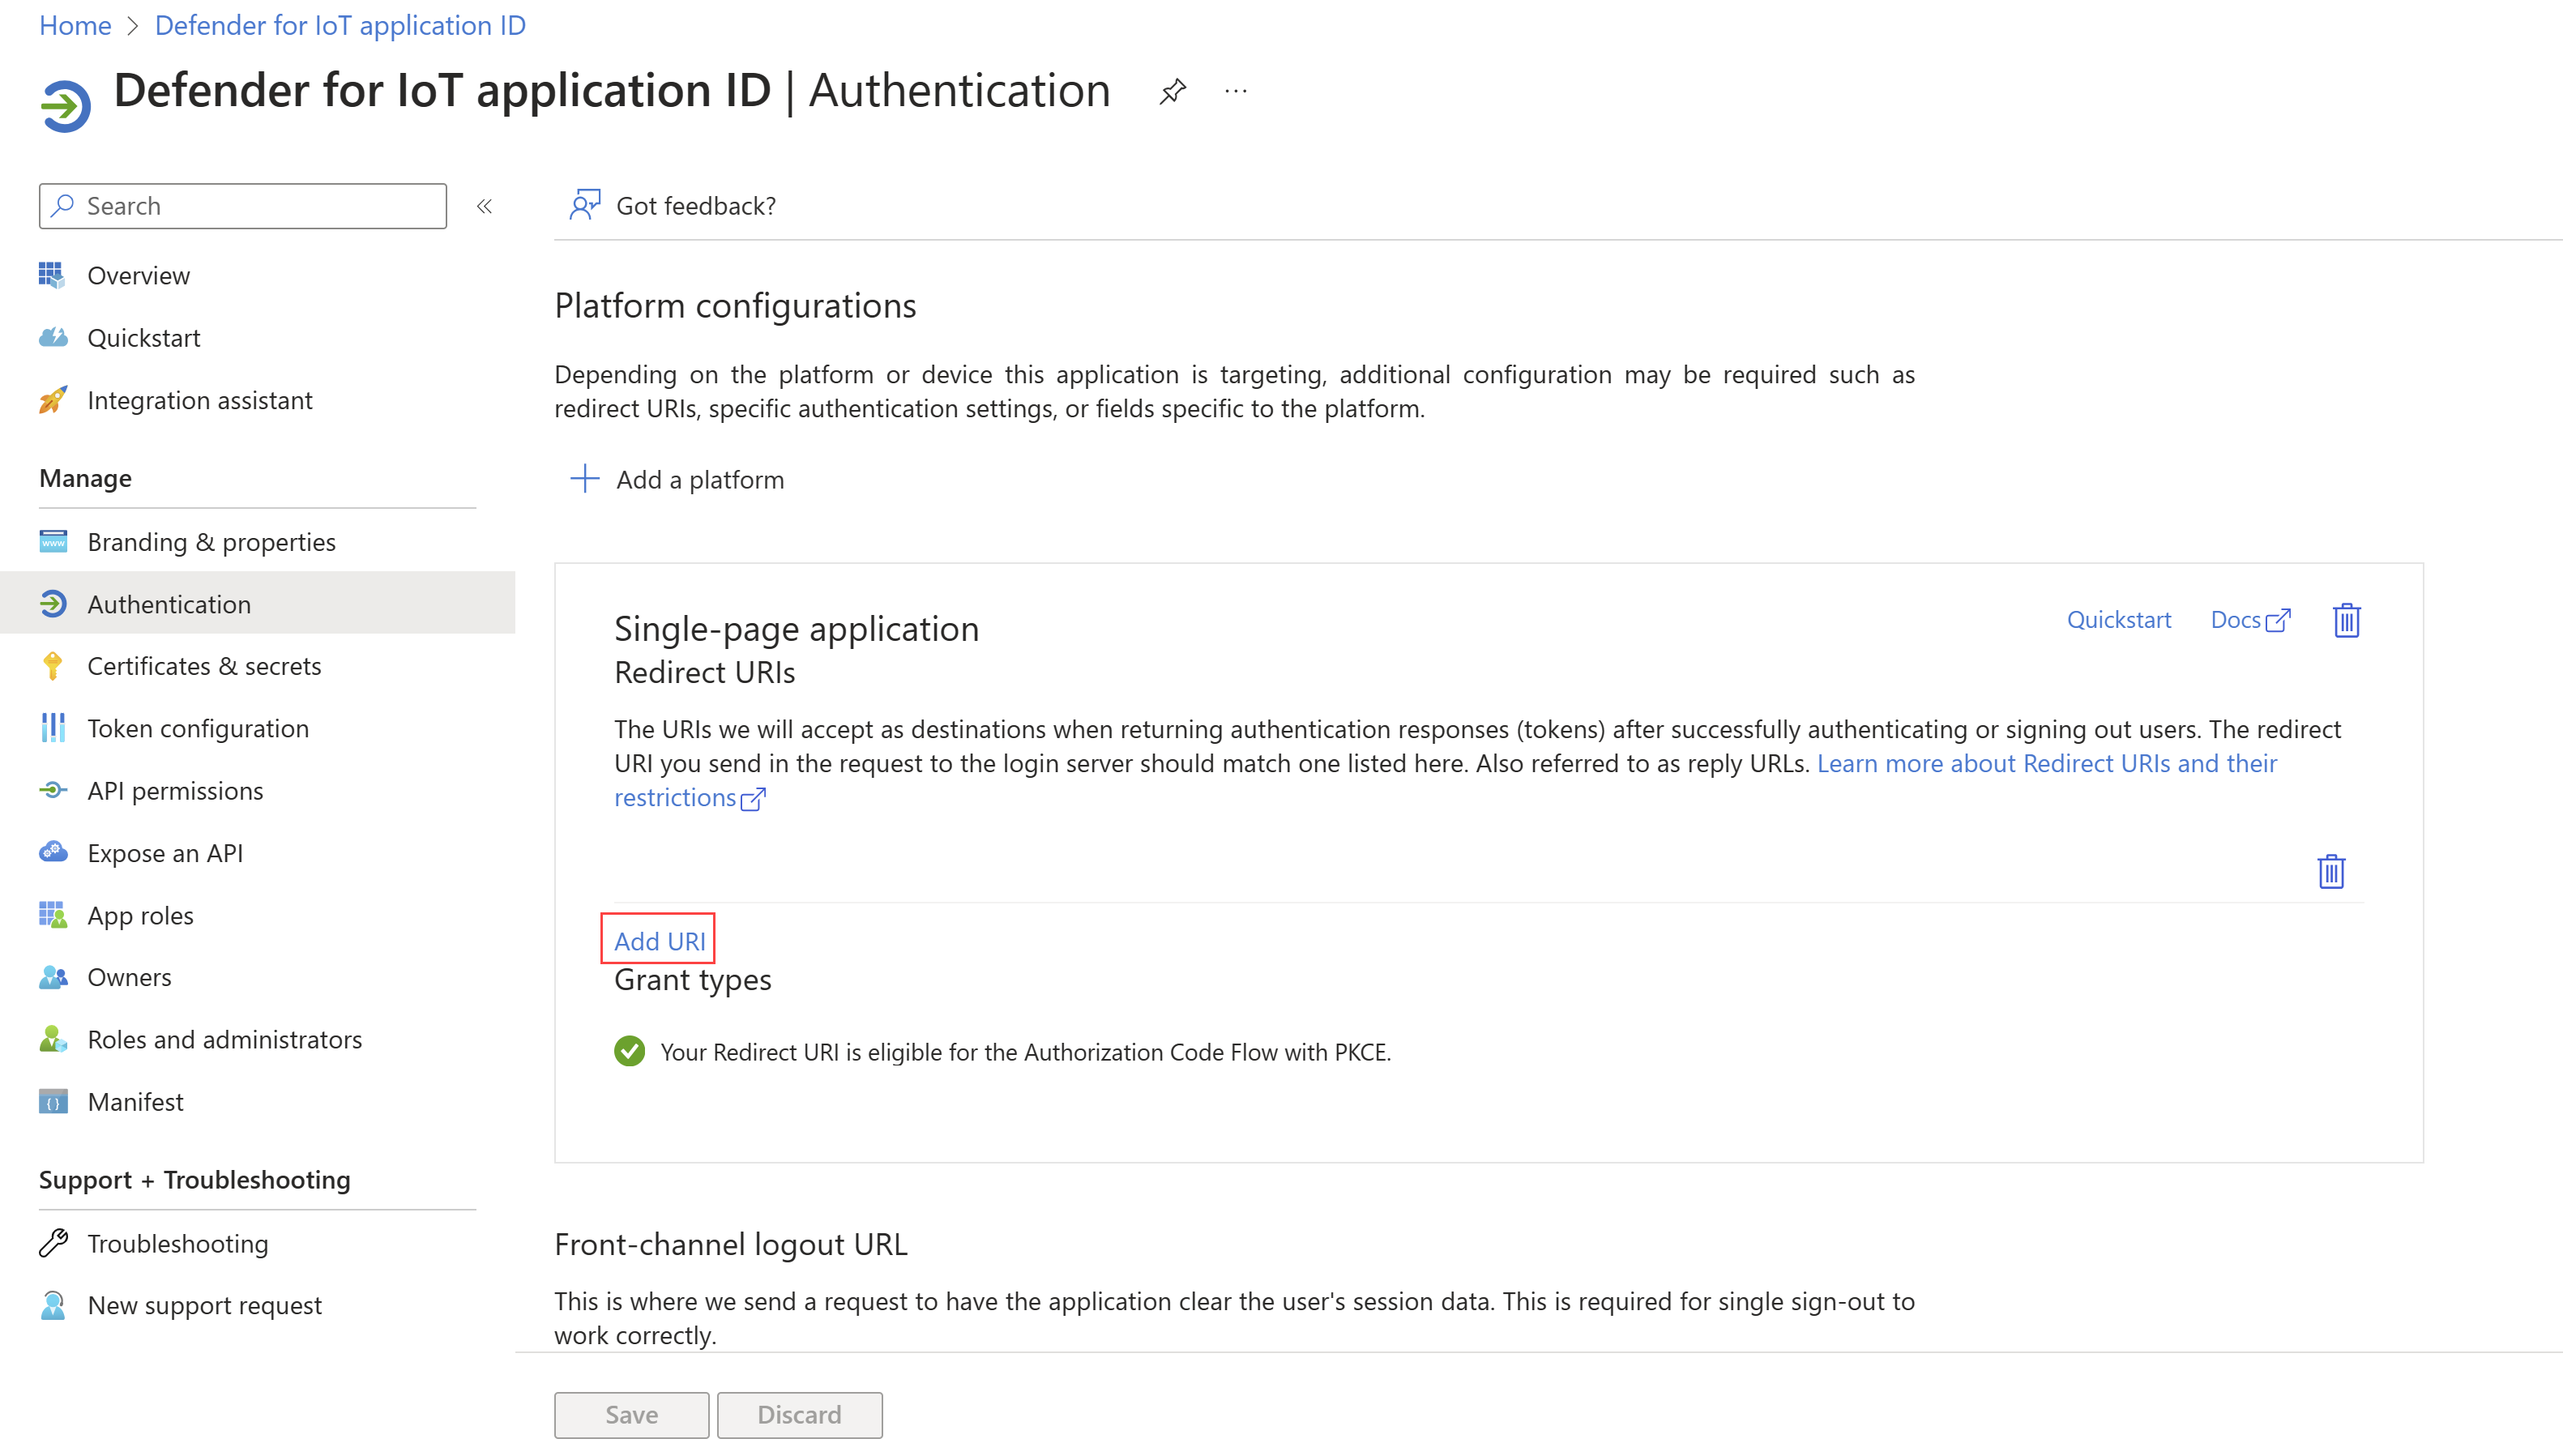 Home > Defender for IoT application ID
Defender for IoT application ID | Authentication ...
Search «
Overview
Quickstart
Integration assistant
Manage
Branding & properties
Authentication
Certificates & secrets
Token configuration
API permissions
Expose an API
App roles
Owners
Roles and administrators
Manifest
Support + Troubleshooting
Troubleshooting
New support request
Got feedback?
Platform configurations
Depending on the platform or device this application is targeting, additional configuration may be required such as
redirect URIs, specific authentication settings, or fields specific to the platform.
Add a platform
Single-page application
Quickstart Docs
Redirect URIs
The URIs we will accept as destinations when returning authentication responses (tokens) after successfully authenticating or signing out users. The redirect
URI you send in the request to the login server should match one listed here. Also referred to as reply URLs. Learn more about Redirect URIs and their
restrictions
Add URI
Grant types
Your Redirect URI is eligible for the Authorization Code Flow with PKCE.
Front-channel logout URL
This is where we send a request to have the application clear the user's session data. This is required for single sign-out to
work correctly.
Save Discard